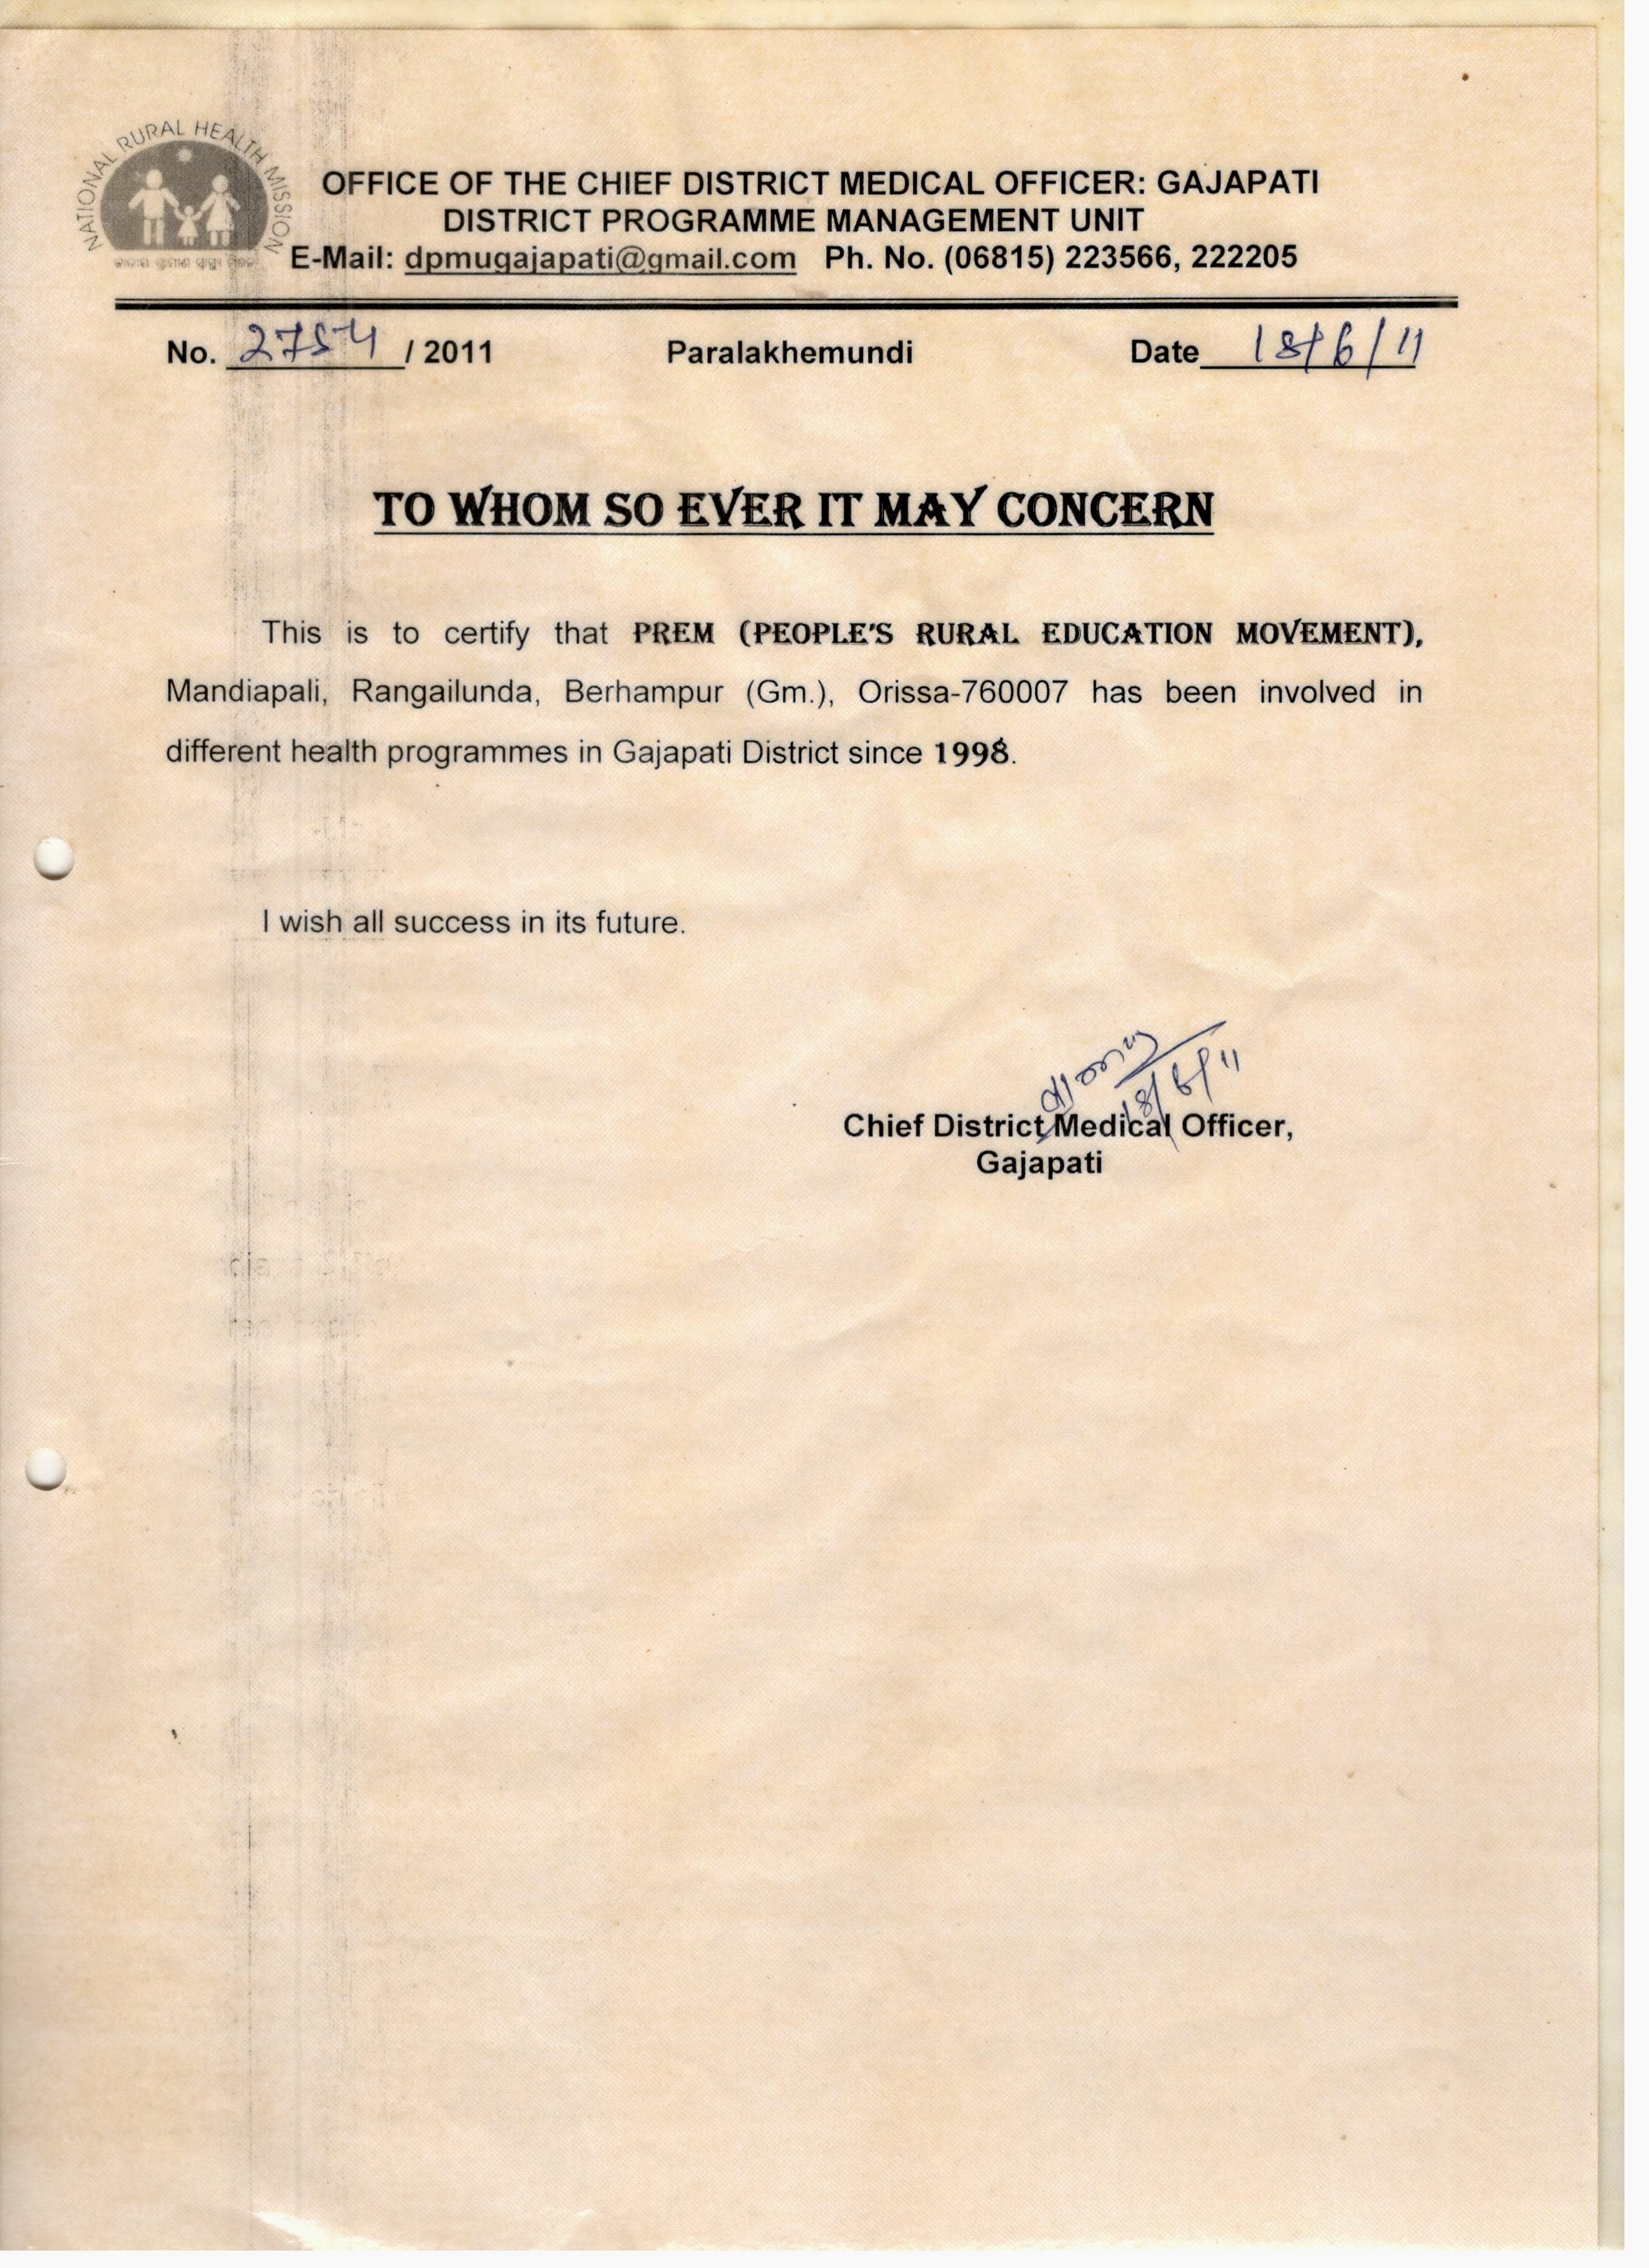 NATIONAL RURAL HEALTH MISSION
OFFICE OF THE CHIEF DISTRICT MEDICAL OFFICER: GAJAPATI
DISTRICT PROGRAMME MANAGEMENT UNIT
E-Mail: dpmugajapati@gmail.com Ph. No. (06815) 223566, 222205
No. 2754 / 2011 Paralakhemundi Date 18/6/11
TO WHOM SO EVER IT MAY CONCERN
This is to certify that PREM (PEOPLE'S RURAL EDUCATION MOVEMENT),
Mandiapali, Rangailunda, Berhampur (Gm.), Orissa-760007 has been involved in
different health programmes in Gajapati District since 1998.
I wish all success in its future.
18/6/11
Chief District Medical Officer,
Gajapati